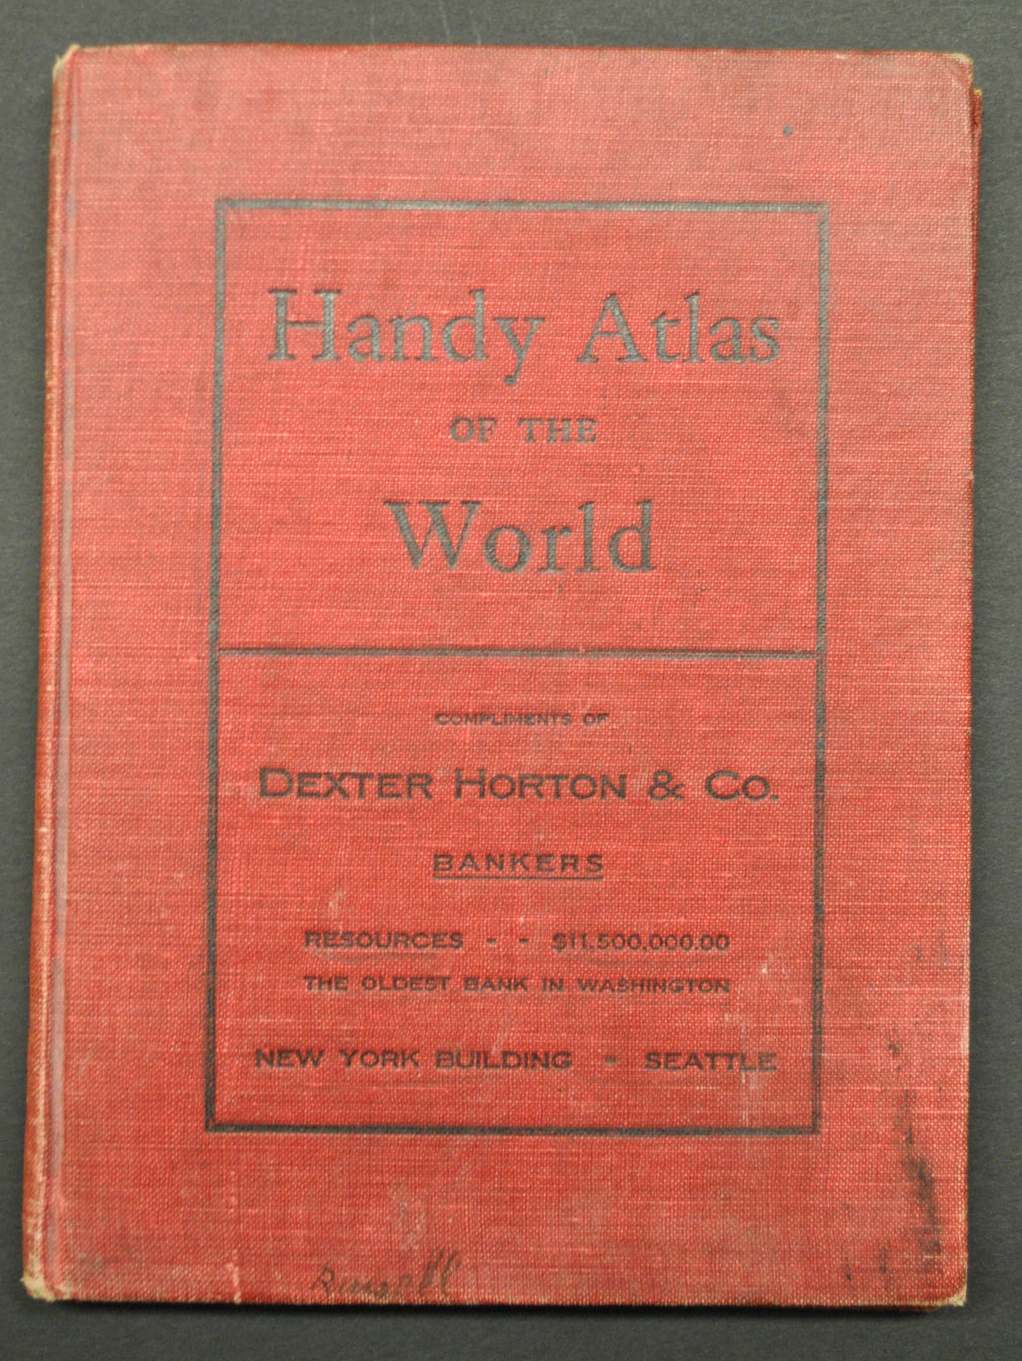 Handy Atlas
OF THE
World
COMPLIMENTS OF
DEXTER HORTON & CO.
BANKERS
RESOURCES - - $11,500,000.00
THE OLDEST BANK IN WASHINGTON
NEW YORK BUILDING - SEATTLE